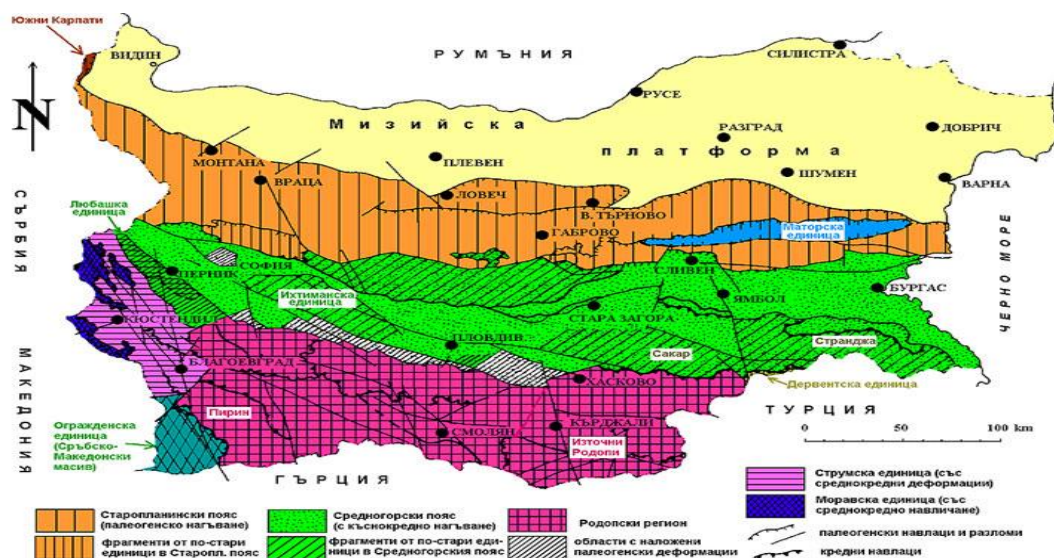 Южни Карпати
ВИДИН
РУМЪНИЯ
СИЛИСТРА
N
РУСЕ
Мизийска
РАЗГРАД
ДОБРИЧ
МОНТАНА
ПЛЕВЕН
платформа
ШУМЕН
ВРАЦА
ЛОВЕЧ
ВАРНА
СЪРБИЯ
Любашка
единица
В. ТЪРНОВО
Маторска
единица
ГАБРОВО
ЧЕРНО МОРЕ
СОФИЯ
ПЕРНИК
СЛИВЕН
Ихтиманска
единица
ЯМБОЛ
БУРГАС
КЮСТЕНДИЛ
СТАРА ЗАГОРА
ПЛОВДИВ
Странджа
Сакар
МАКЕДОНИЯ
БЛАГОЕВГРАД
ХАСКОВО
Дервентска единица
Пирин
ТУРЦИЯ
Огражденска
единица
(Сръбско-
Македонски
масив)
СМОЛЯН
КЪРДЖАЛИ
Източни
Родопи
0 50 100 km
ГЪРЦИЯ
Струмска единица (със
среднокредни деформации)
Моравска единица (със
среднокредно навличане)
Старопланински пояс
(палеогенско нагъване)
Средногорски пояс
(с къснокредно нагъване)
Родопски регион
палеогенски навлаци и разломи
фрагменти от по-стари
единици в Старопл. пояс
фрагменти от по-стари еди-
ници в Средногорския пояс
области с наложени
палеогенски деформации
кредни навлаци